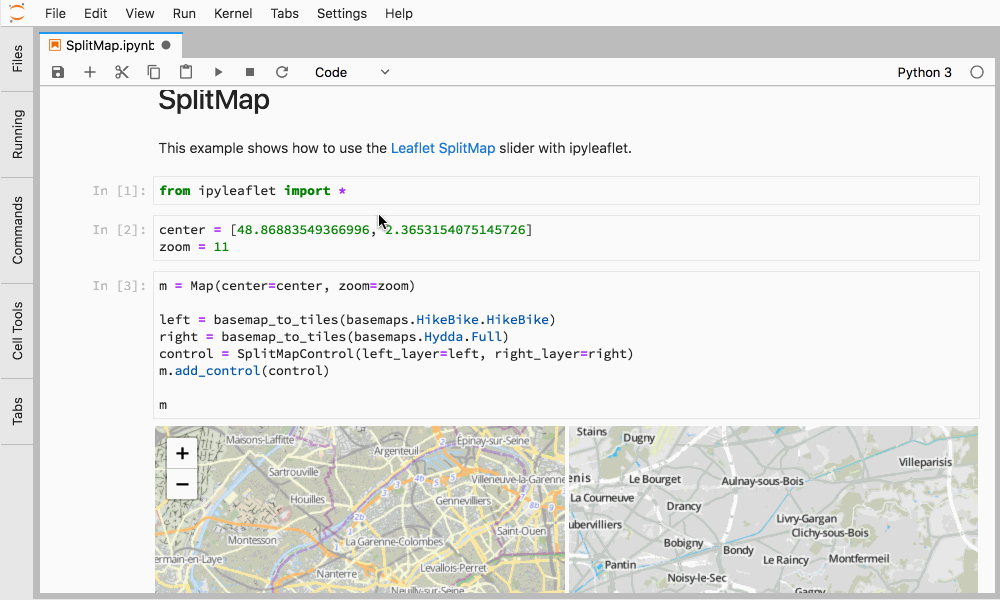 File Edit View Run Kernel Tabs Settings Help
SplitMap.ipynb
Code
Python 3
Files
Running
Commands
Cell Tools
Tabs
SplitMap
This example shows how to use the Leaflet SplitMap slider with ipyleaflet.
In [1]: from ipyleaflet import *
In [2]: center = [48.86883549366996, 2.3653154075145726]
zoom = 11
In [3]: m = Map(center=center, zoom=zoom)
left = basemap_to_tiles(basemaps.HikeBike.HikeBike)
right = basemap_to_tiles(basemaps.Hydda.Full)
control = SplitMapControl(left_layer=left, right_layer=right)
m.add_control(control)
m
+
−
Maisons-Laffitte
Argenteuil
Épinay-sur-Seine
Sartrouville
Villeneuve-la-Garenne
Houilles
Gennevilliers
Montesson
La Garenne-Colombes
Saint-Ouen
ermain-en-Laye
Nanterre
Levallois-Perret
Neuilly-sur-Seine
Stains
Dugny
Villeparisis
enis
Le Bourget
Aulnay-sous-Bois
La Courneuve
Drancy
ubervilliers
Livry-Gargan
Clichy-sous-Bois
Bobigny
Bondy
Le Raincy
Montfermeil
Pantin
Noisy-le-Sec
Gagny